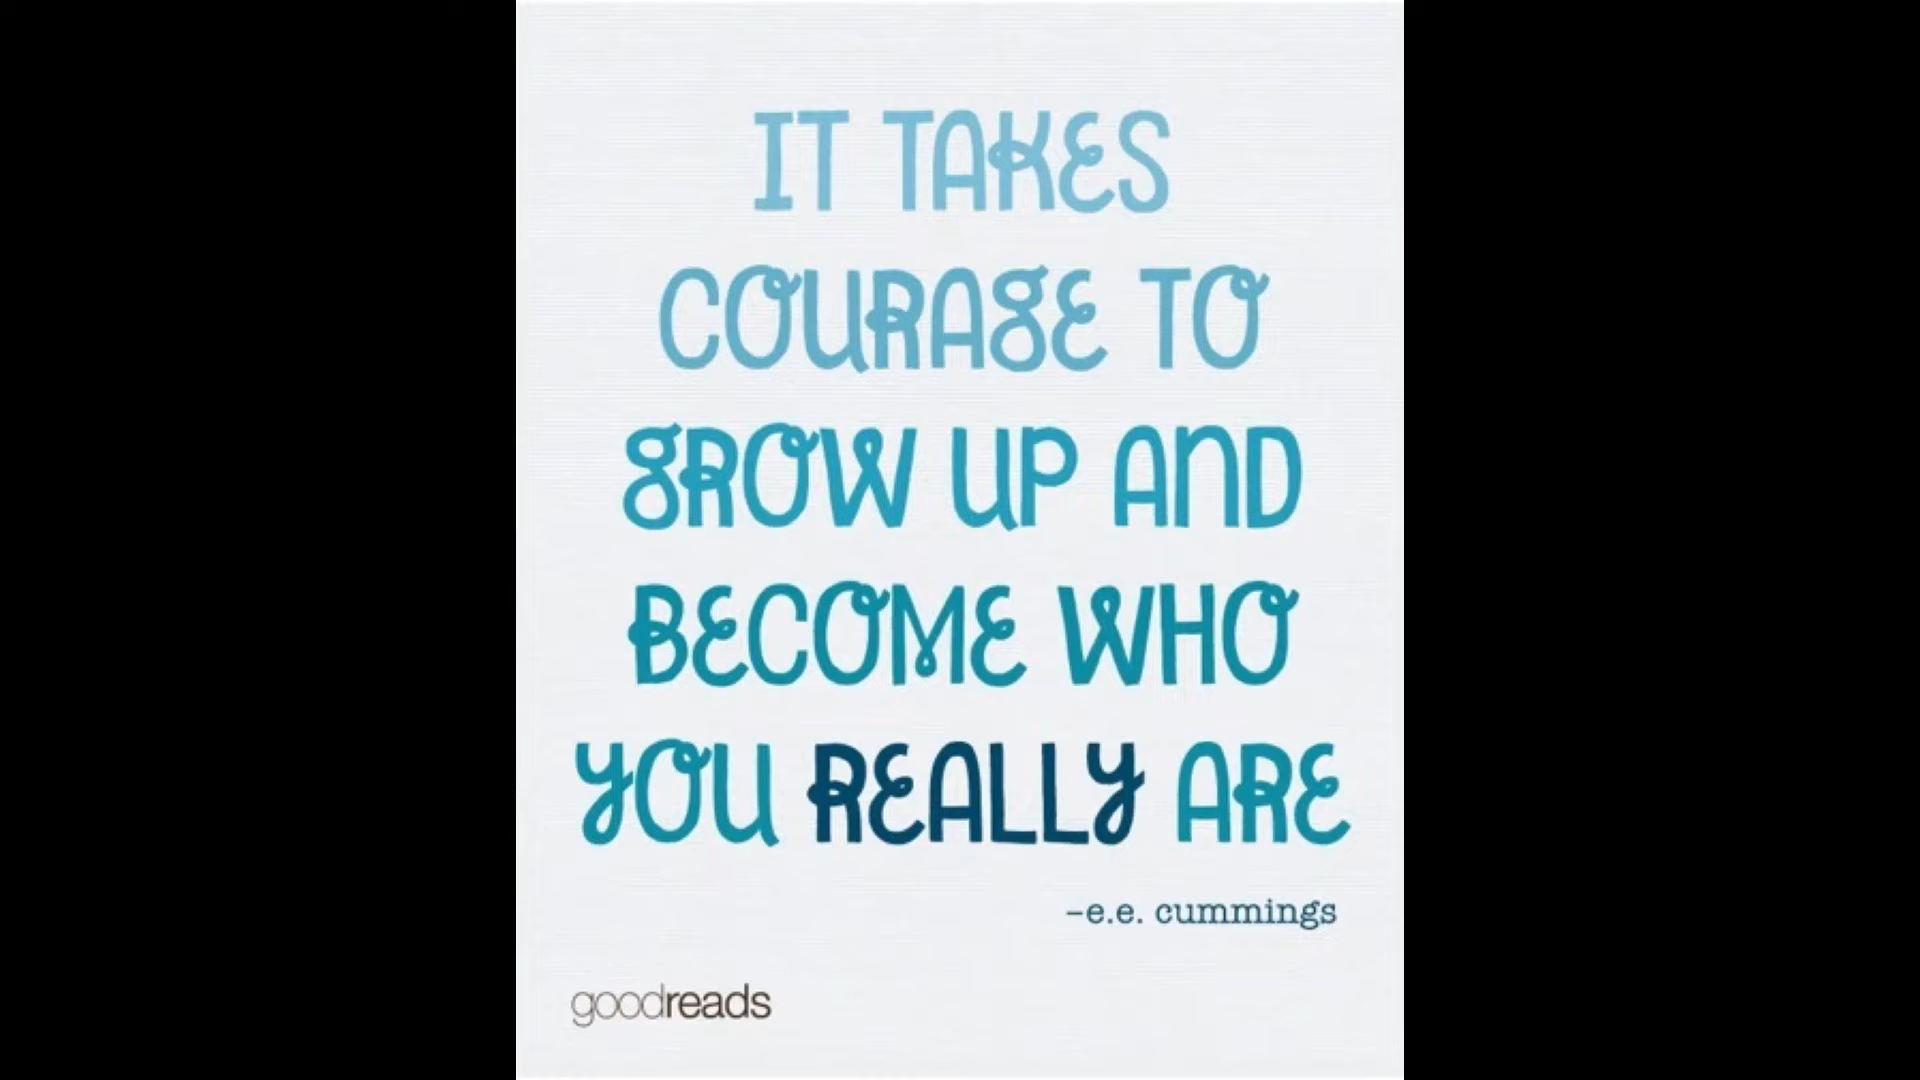 IT TAKES
COURAGE TO
GROW UP AND
BECOME WHO
YOU REALLY ARE
–e.e. cummings
goodreads